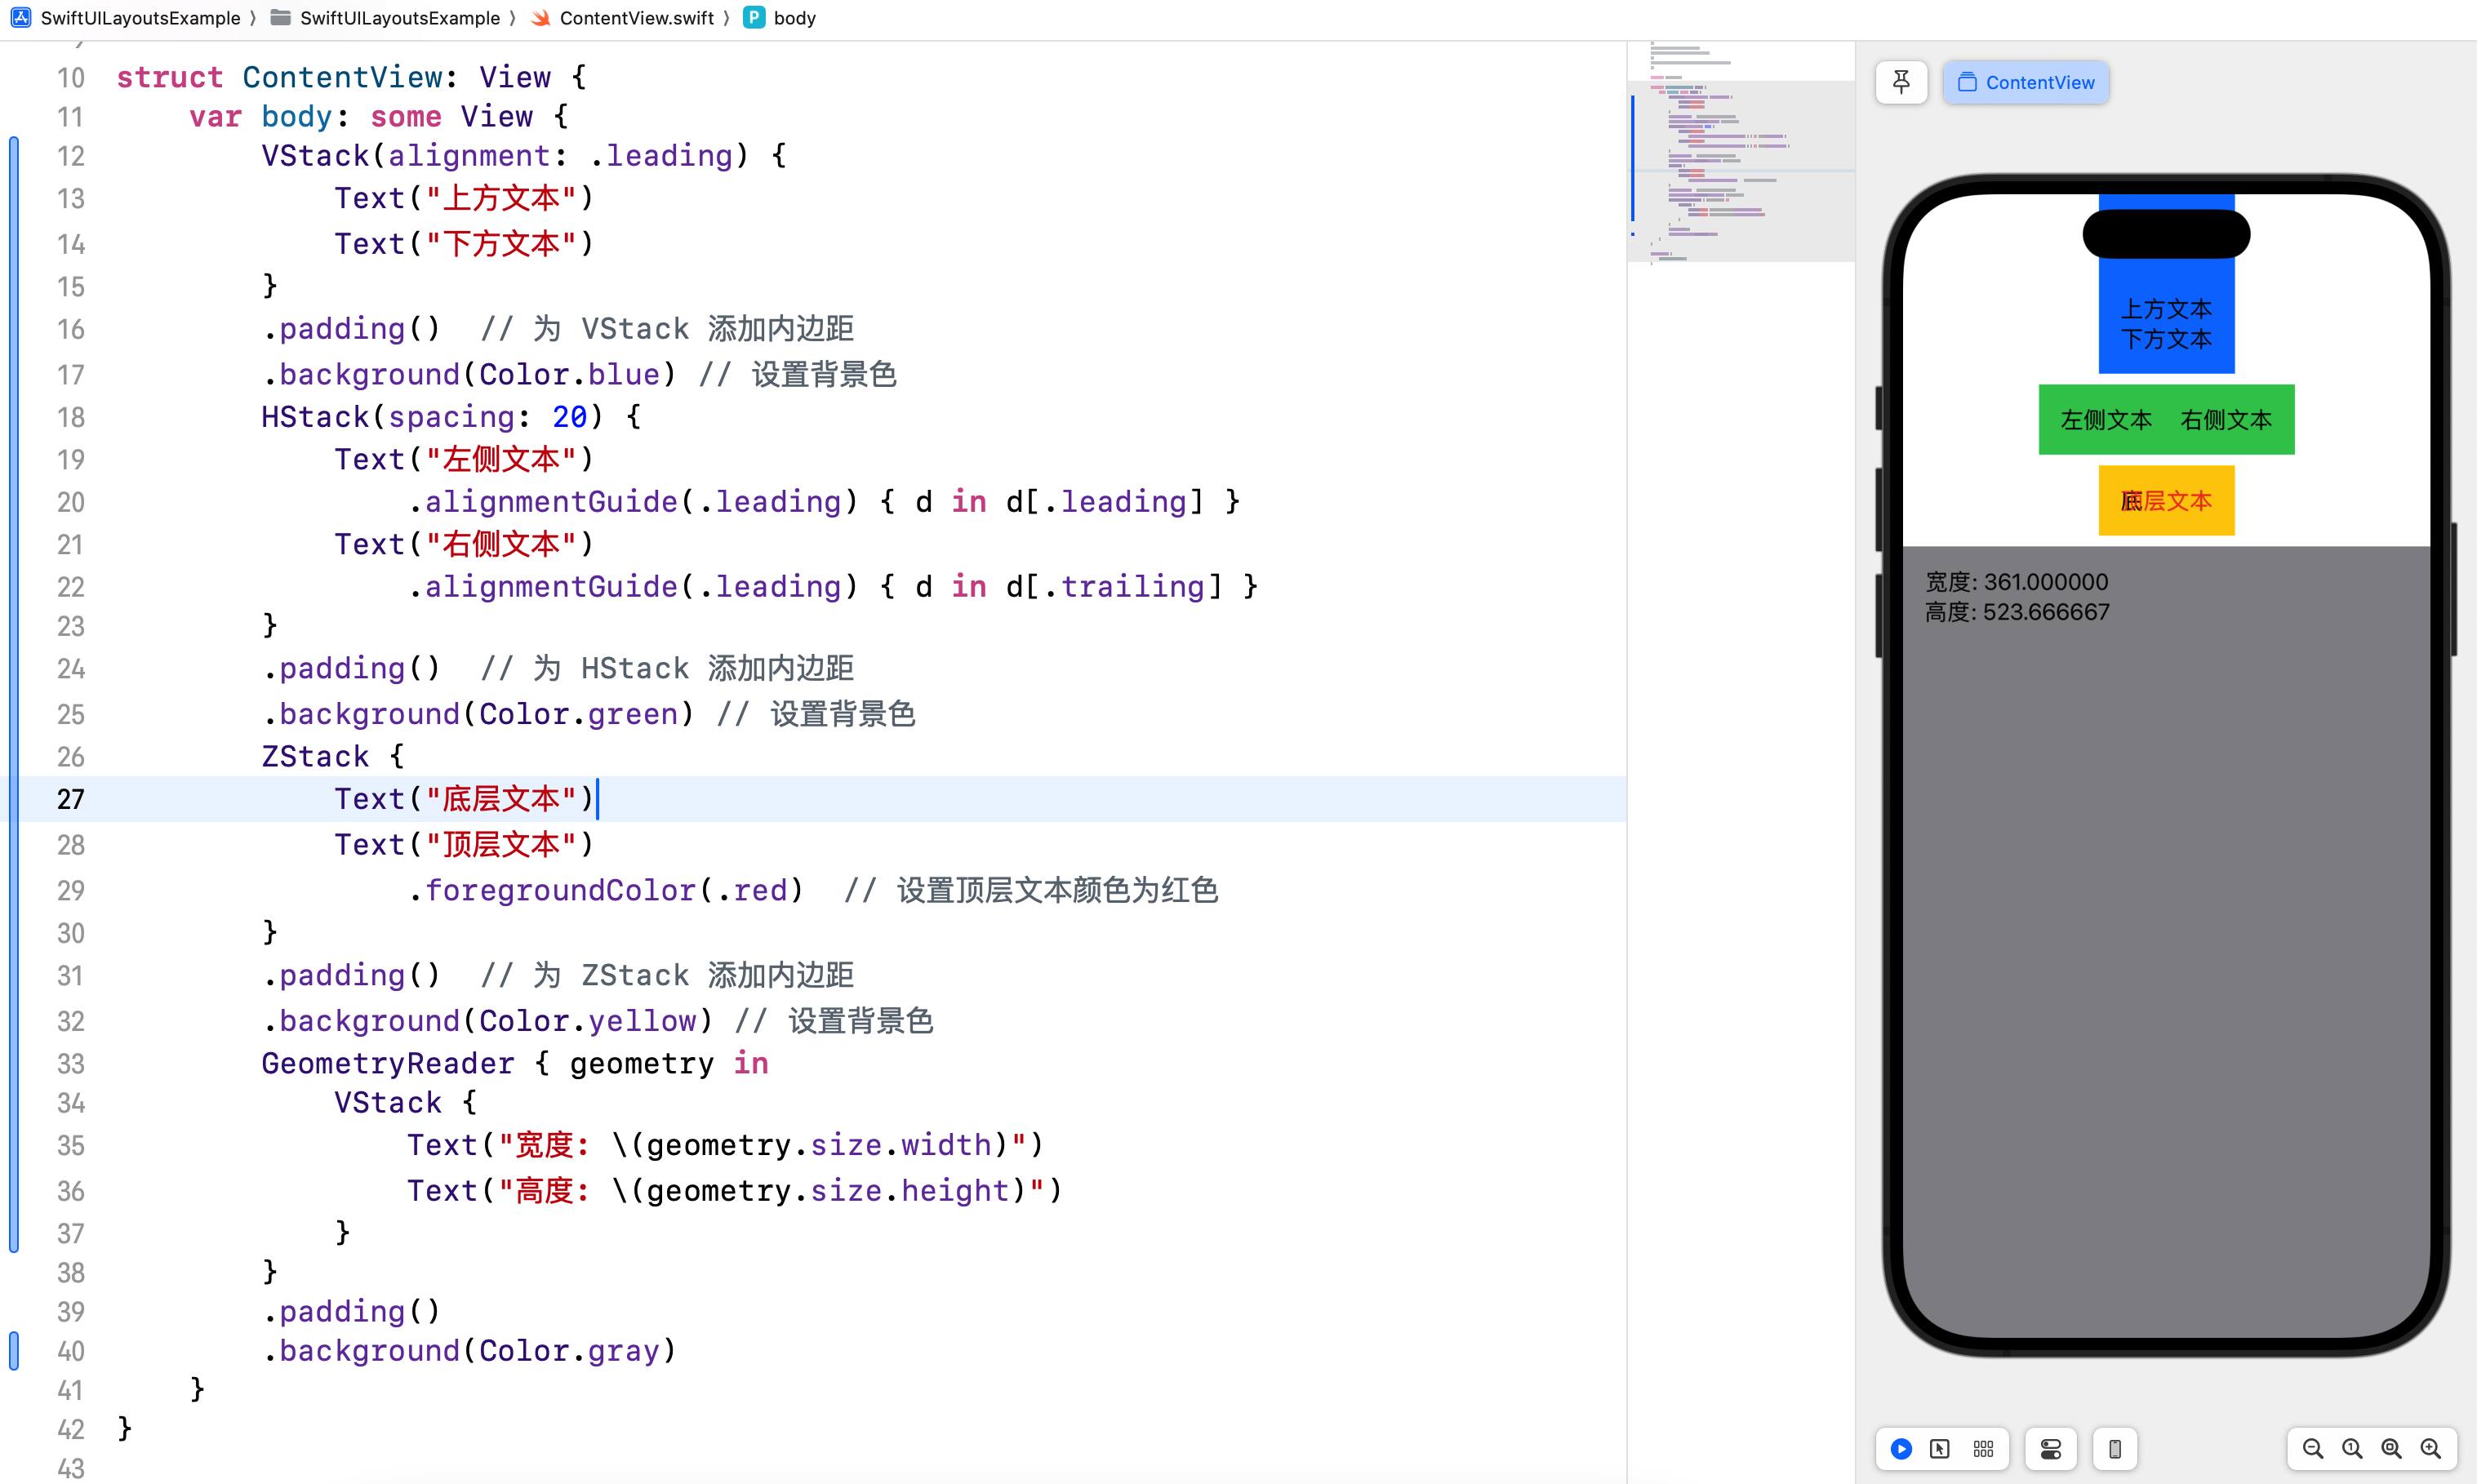 SwiftUILayoutsExample 〉 SwiftUILayoutsExample 〉 ContentView.swift 〉 P body
10 struct ContentView: View {
11 var body: some View {
12 VStack(alignment: .leading) {
13 Text("上方文本")
14 Text("下方文本")
15 }
16 .padding()  // 为 VStack 添加内边距
17 .background(Color.blue) // 设置背景色
18 HStack(spacing: 20) {
19 Text("左侧文本")
20 .alignmentGuide(.leading) { d in d[.leading] }
21 Text("右侧文本")
22 .alignmentGuide(.leading) { d in d[.trailing] }
23 }
24 .padding()  // 为 HStack 添加内边距
25 .background(Color.green) // 设置背景色
26 ZStack {
27 Text("底层文本")
28 Text("顶层文本")
29 .foregroundColor(.red)  // 设置顶层文本颜色为红色
30 }
31 .padding()  // 为 ZStack 添加内边距
32 .background(Color.yellow) // 设置背景色
33 GeometryReader { geometry in
34 VStack {
35 Text("宽度: \(geometry.size.width)")
36 Text("高度: \(geometry.size.height)")
37 }
38 }
39 .padding()
40 .background(Color.gray)
41 }
42 }
43
ContentView
上方文本
下方文本
左侧文本 右侧文本
顶层文本
宽度: 361.000000
高度: 523.666667